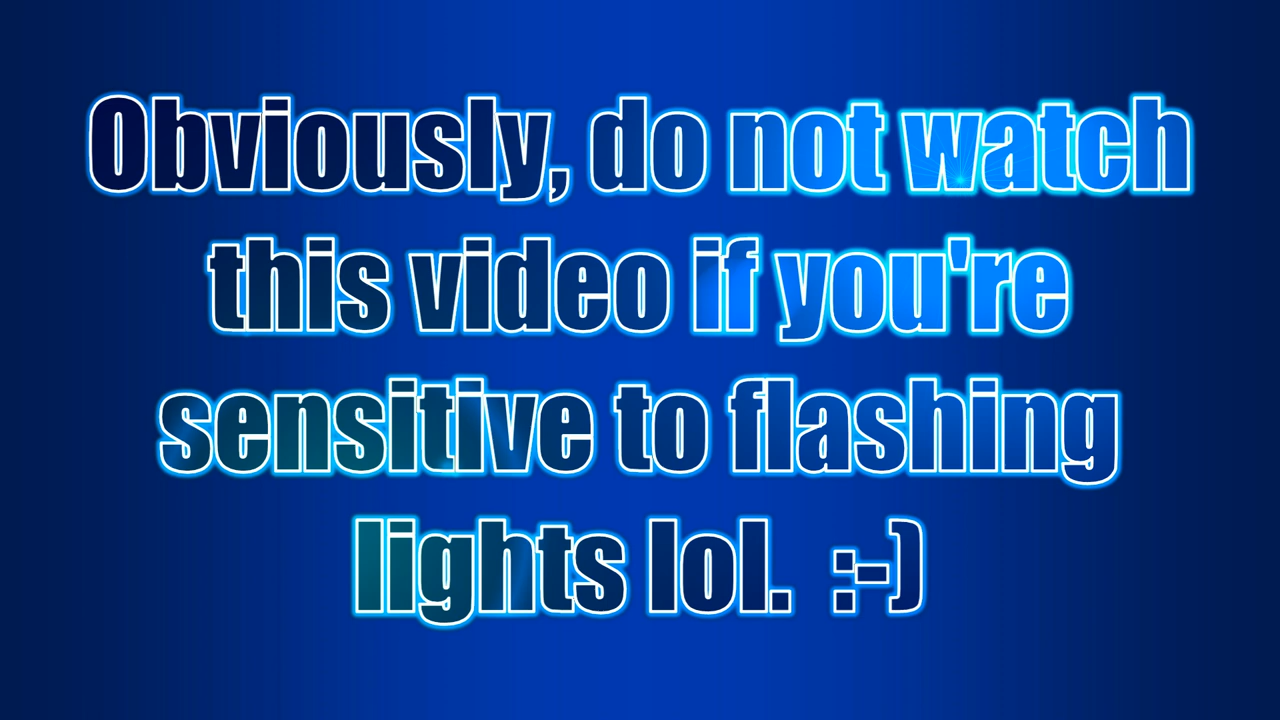 Obviously, do not watch
this video if you're
sensitive to flashing
lights lol.  :-)